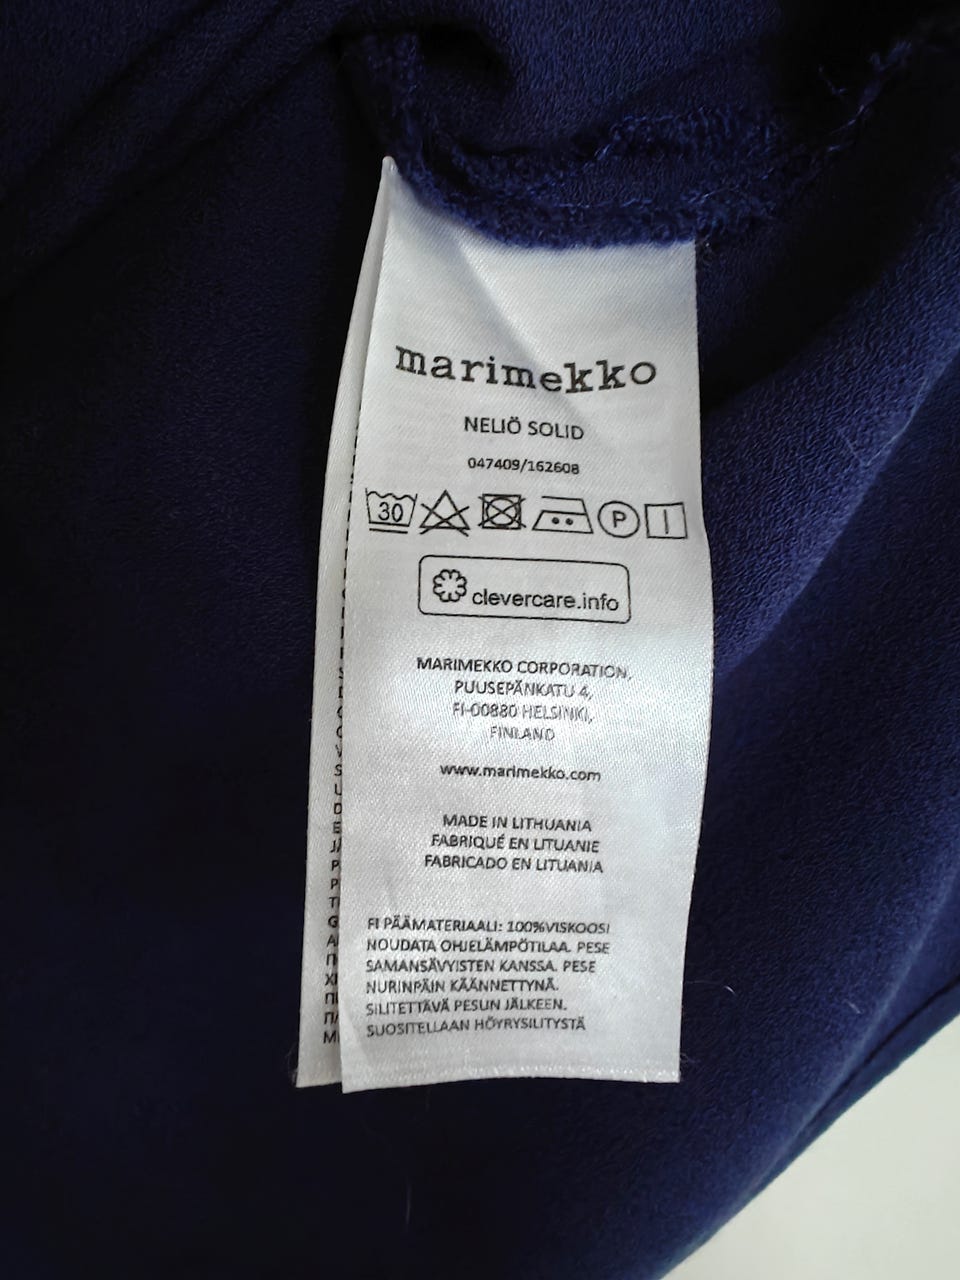 marimekko
NELIÖ SOLID
047409/162608
30 P
clevercare.info
MARIMEKKO CORPORATION,
PUUSEPÄNKATU 4,
FI-00880 HELSINKI,
FINLAND
www.marimekko.com
MADE IN LITHUANIA
FABRIQUÉ EN LITUANIE
FABRICADO EN LITUANIA
FI PÄÄMATERIAALI: 100%VISKOOSI
NOUDATA OHJELÄMPÖTILAA. PESE
SAMANSÄVYISTEN KANSSA. PESE
NURINPÄIN KÄÄNNETTYNÄ.
SILITETTÄVÄ PESUN JÄLKEEN.
SUOSITELLAAN HÖYRYSILITYSTÄ